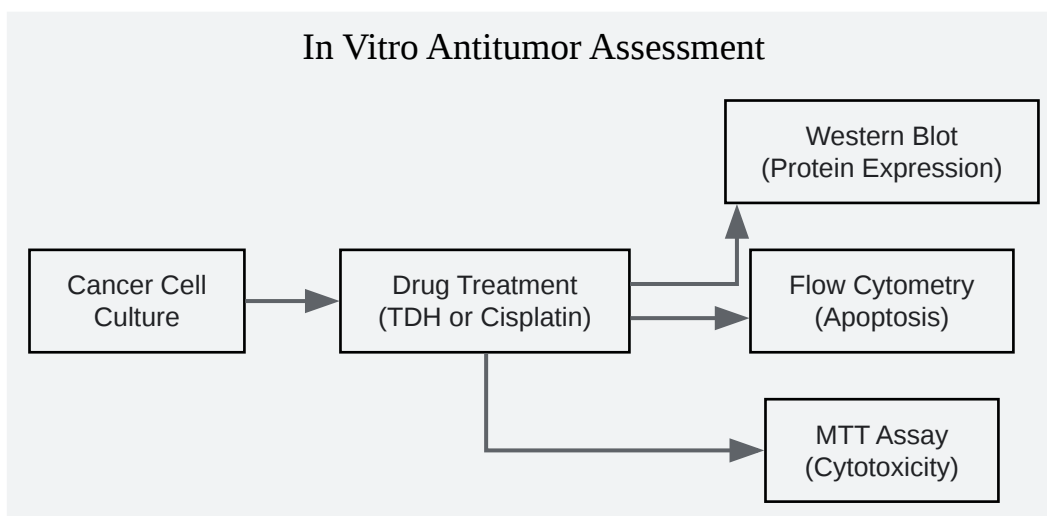 In Vitro Antitumor Assessment
Western Blot
(Protein Expression)
Cancer Cell
Culture
Drug Treatment
(TDH or Cisplatin)
Flow Cytometry
(Apoptosis)
MTT Assay
(Cytotoxicity)